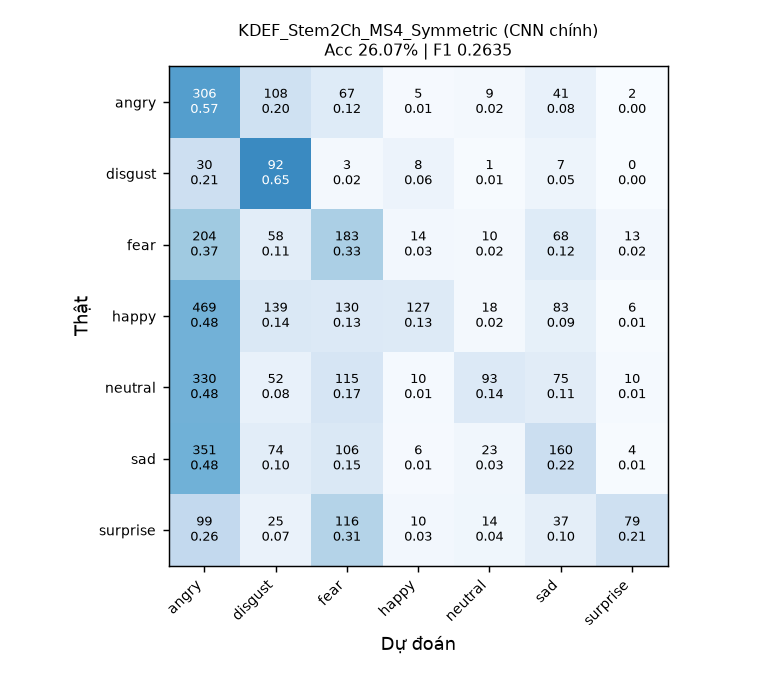 KDEF_Stem2Ch_MS4_Symmetric (CNN chính)
Acc 26.07% | F1 0.2635
angry 306 108 67 5 9 41 2
0.57 0.20 0.12 0.01 0.02 0.08 0.00
disgust 30 92 3 8 1 7 0
0.21 0.65 0.02 0.06 0.01 0.05 0.00
fear 204 58 183 14 10 68 13
0.37 0.11 0.33 0.03 0.02 0.12 0.02
happy 469 139 130 127 18 83 6
0.48 0.14 0.13 0.13 0.02 0.09 0.01
neutral 330 52 115 10 93 75 10
0.48 0.08 0.17 0.01 0.14 0.11 0.01
sad 351 74 106 6 23 160 4
0.48 0.10 0.15 0.01 0.03 0.22 0.01
surprise 99 25 116 10 14 37 79
0.26 0.07 0.31 0.03 0.04 0.10 0.21
angry disgust fear happy neutral sad surprise
Dự đoán
Thật